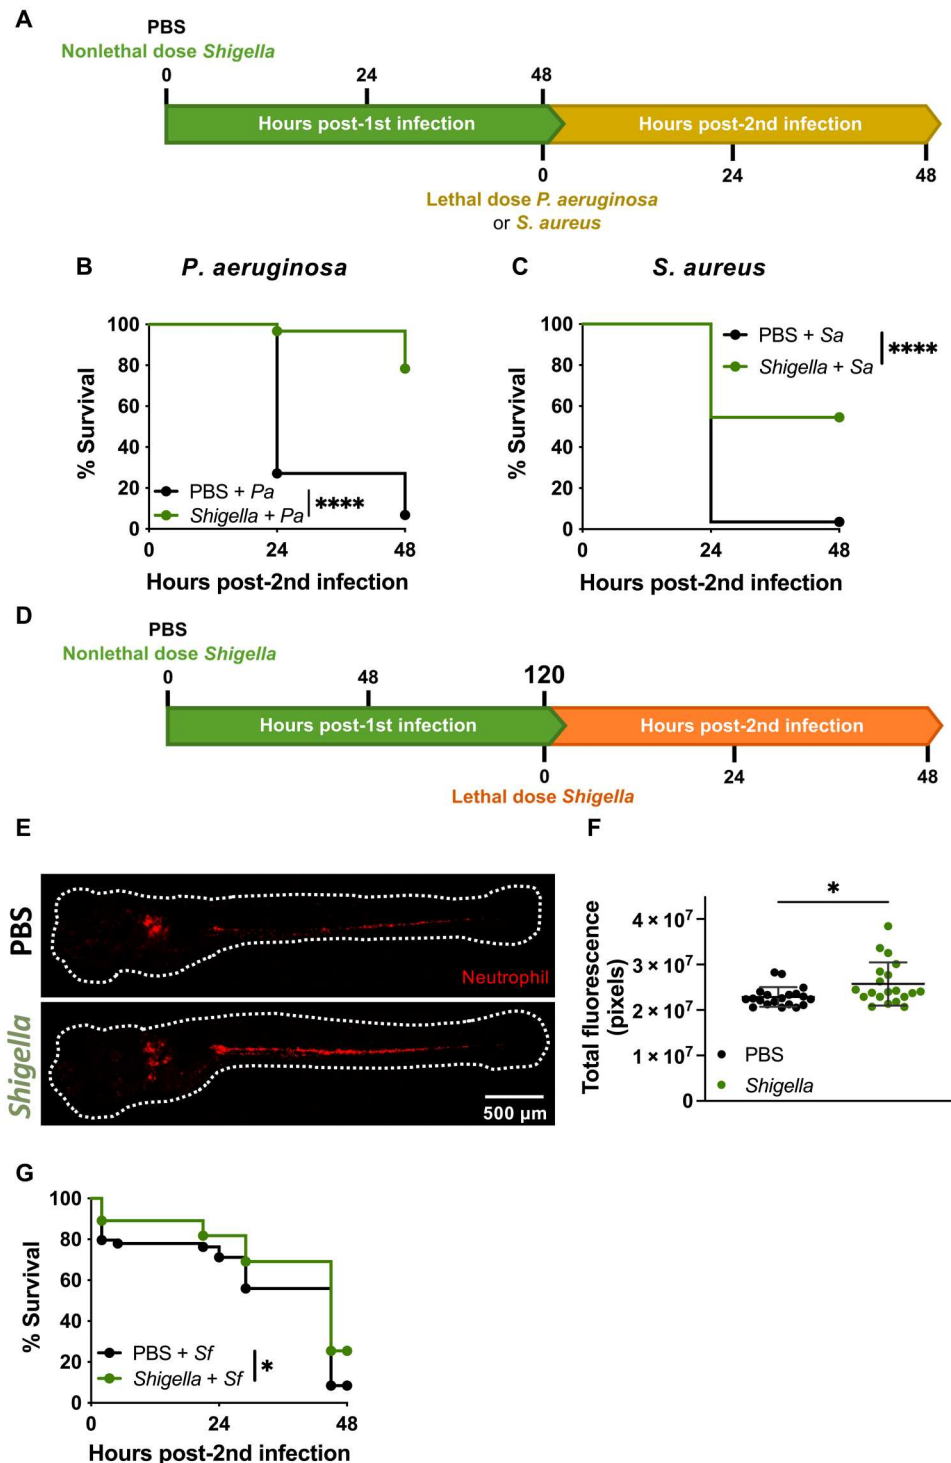 A
PBS
Nonlethal dose Shigella
0 24 48
Hours post-1st infection Hours post-2nd infection
0 24 48
Lethal dose P. aeruginosa
or S. aureus
B P. aeruginosa
100
80
60
40
20
0
% Survival
PBS + Pa
Shigella + Pa
****
0 24 48
Hours post-2nd infection
C S. aureus
100
80
60
40
20
0
% Survival
PBS + Sa
Shigella + Sa
****
0 24 48
Hours post-2nd infection
D
PBS
Nonlethal dose Shigella
0 48 120
Hours post-1st infection Hours post-2nd infection
0 24 48
Lethal dose Shigella
E
PBS
Neutrophil
Shigella
500 µm
F
Total fluorescence
(pixels)
*
4 × 10⁷
3 × 10⁷
2 × 10⁷
1 × 10⁷
0
PBS
Shigella
G
100
80
60
40
20
0
% Survival
PBS + Sf
Shigella + Sf
*
0 24 48
Hours post-2nd infection